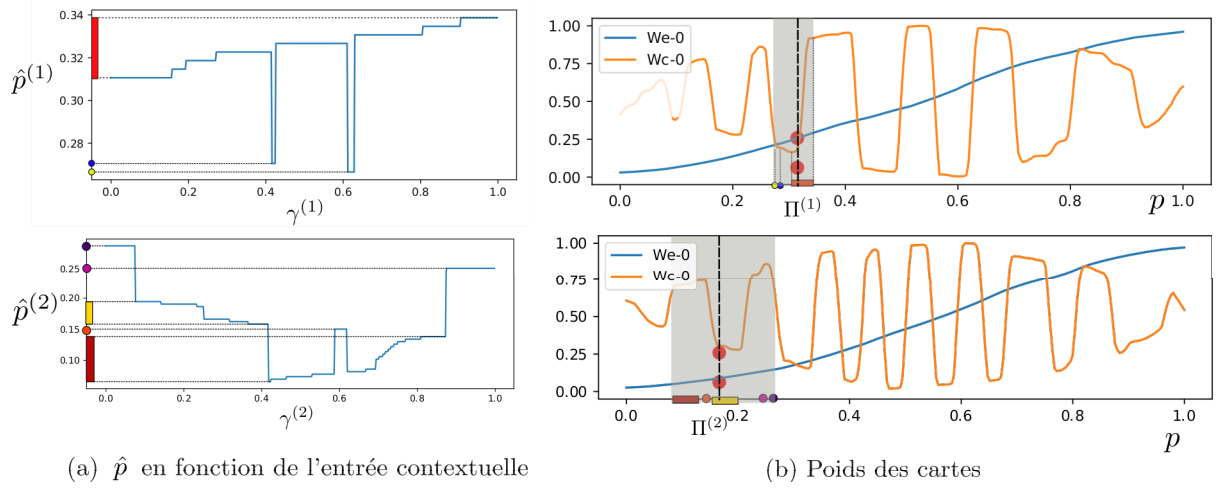 0.34
0.32
0.30
0.28
p̂(1)
0.0 0.2 0.4 0.6 0.8 1.0
γ(1)
0.25
0.20
0.15
0.10
p̂(2)
0.0 0.2 0.4 0.6 0.8 1.0
γ(2)
(a) p̂ en fonction de l'entrée contextuelle
1.00
0.75
0.50
0.25
0.00
We-0
Wc-0
0.0 0.2 0.4 0.6 0.8 1.0
Π(1)
p
1.00
0.75
0.50
0.25
0.00
We-0
Wc-0
0.0 0.2 0.4 0.6 0.8 1.0
Π(2)
p
(b) Poids des cartes